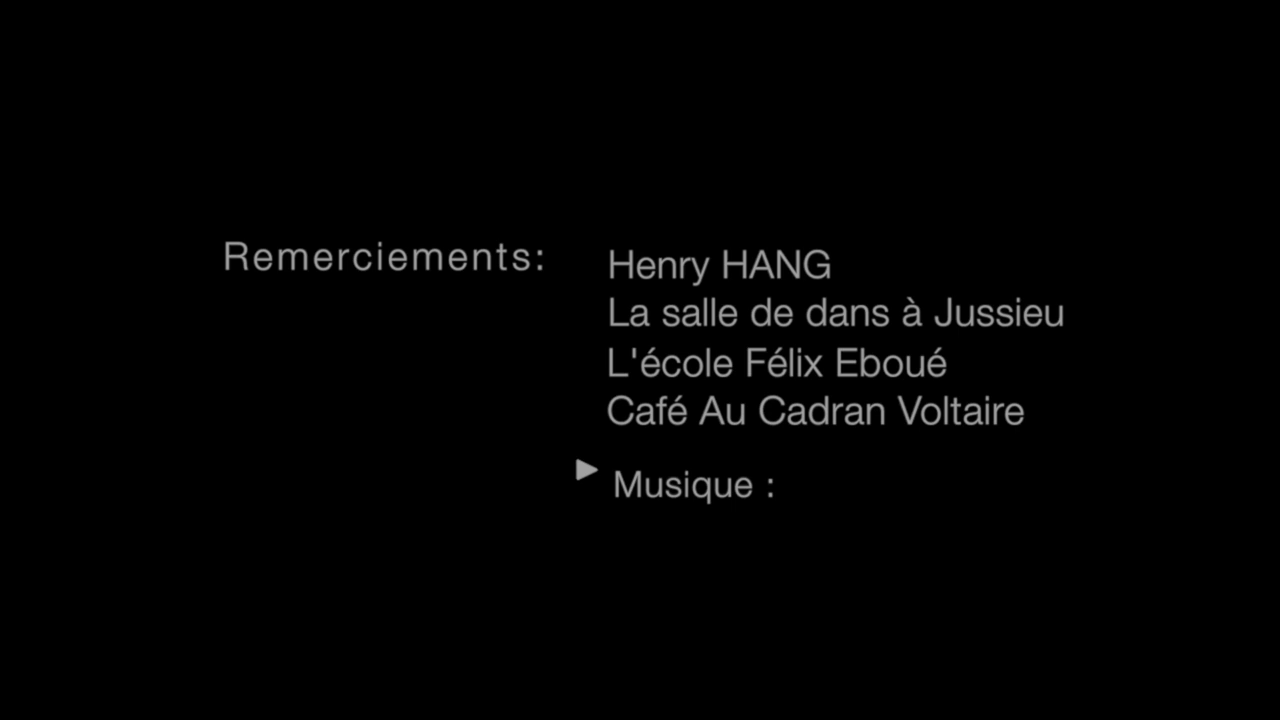 Remerciements:
Henry HANG
La salle de dans à Jussieu
L'école Félix Eboué
Café Au Cadran Voltaire
Musique :